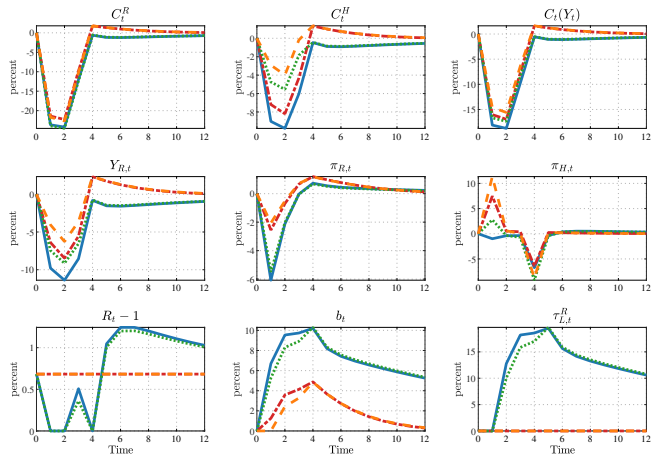 C_t^R C_t^H C_t(Y_t)
percent 0 -5 -10 -15 -20 0 2 4 6 8 10 12
percent 0 -2 -4 -6 -8 0 2 4 6 8 10 12
percent 0 -5 -10 -15 0 2 4 6 8 10 12
Y_{R,t} π_{R,t} π_{H,t}
percent 0 -5 -10 0 2 4 6 8 10 12
percent 0 -2 -4 -6 0 2 4 6 8 10 12
percent 10 5 0 -5 0 2 4 6 8 10 12
R_t − 1 b_t τ_{L,t}^R
percent 1 0.5 0 0 2 4 6 8 10 12
percent 10 8 6 4 2 0 0 2 4 6 8 10 12
percent 15 10 5 0 0 2 4 6 8 10 12
Time Time Time